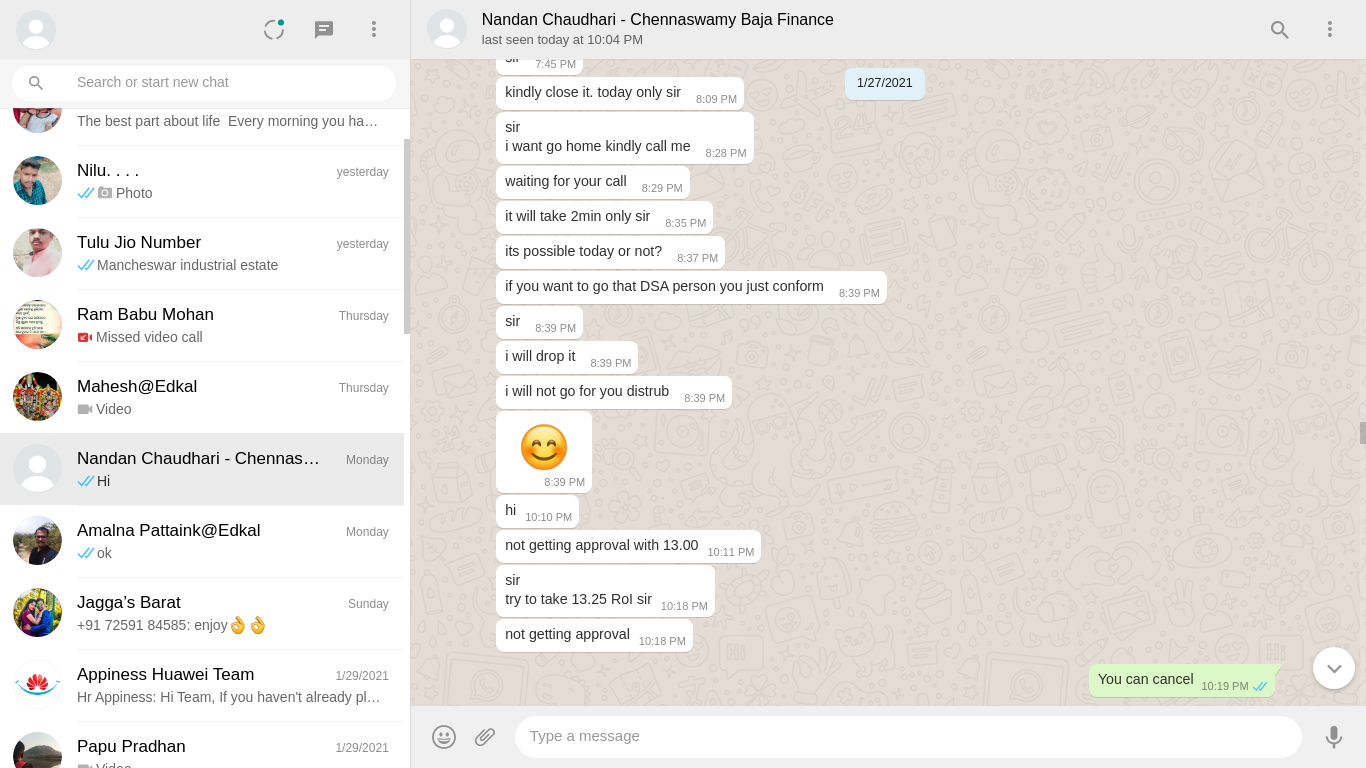 Search or start new chat
The best part about life  Every morning you ha…
Nilu. . . .
yesterday
Photo
Tulu Jio Number
yesterday
Mancheswar industrial estate
Ram Babu Mohan
Thursday
Missed video call
Mahesh@Edkal
Thursday
Video
Nandan Chaudhari - Chennas…
Monday
Hi
Amalna Pattaink@Edkal
Monday
ok
Jagga’s Barat
Sunday
+91 72591 84585: enjoy👌👌
Appiness Huawei Team
1/29/2021
Hr Appiness: Hi Team, If you haven't already pl…
Papu Pradhan
1/29/2021
Video
Nandan Chaudhari - Chennaswamy Baja Finance
last seen today at 10:04 PM
1/27/2021
sir
7:45 PM
kindly close it. today only sir
8:09 PM
sir
i want go home kindly call me
8:28 PM
waiting for your call
8:29 PM
it will take 2min only sir
8:35 PM
its possible today or not?
8:37 PM
if you want to go that DSA person you just conform
8:39 PM
sir
8:39 PM
i will drop it
8:39 PM
i will not go for you distrub
8:39 PM
😊
8:39 PM
hi
10:10 PM
not getting approval with 13.00
10:11 PM
sir
try to take 13.25 RoI sir
10:18 PM
not getting approval
10:18 PM
You can cancel
10:19 PM
Type a message